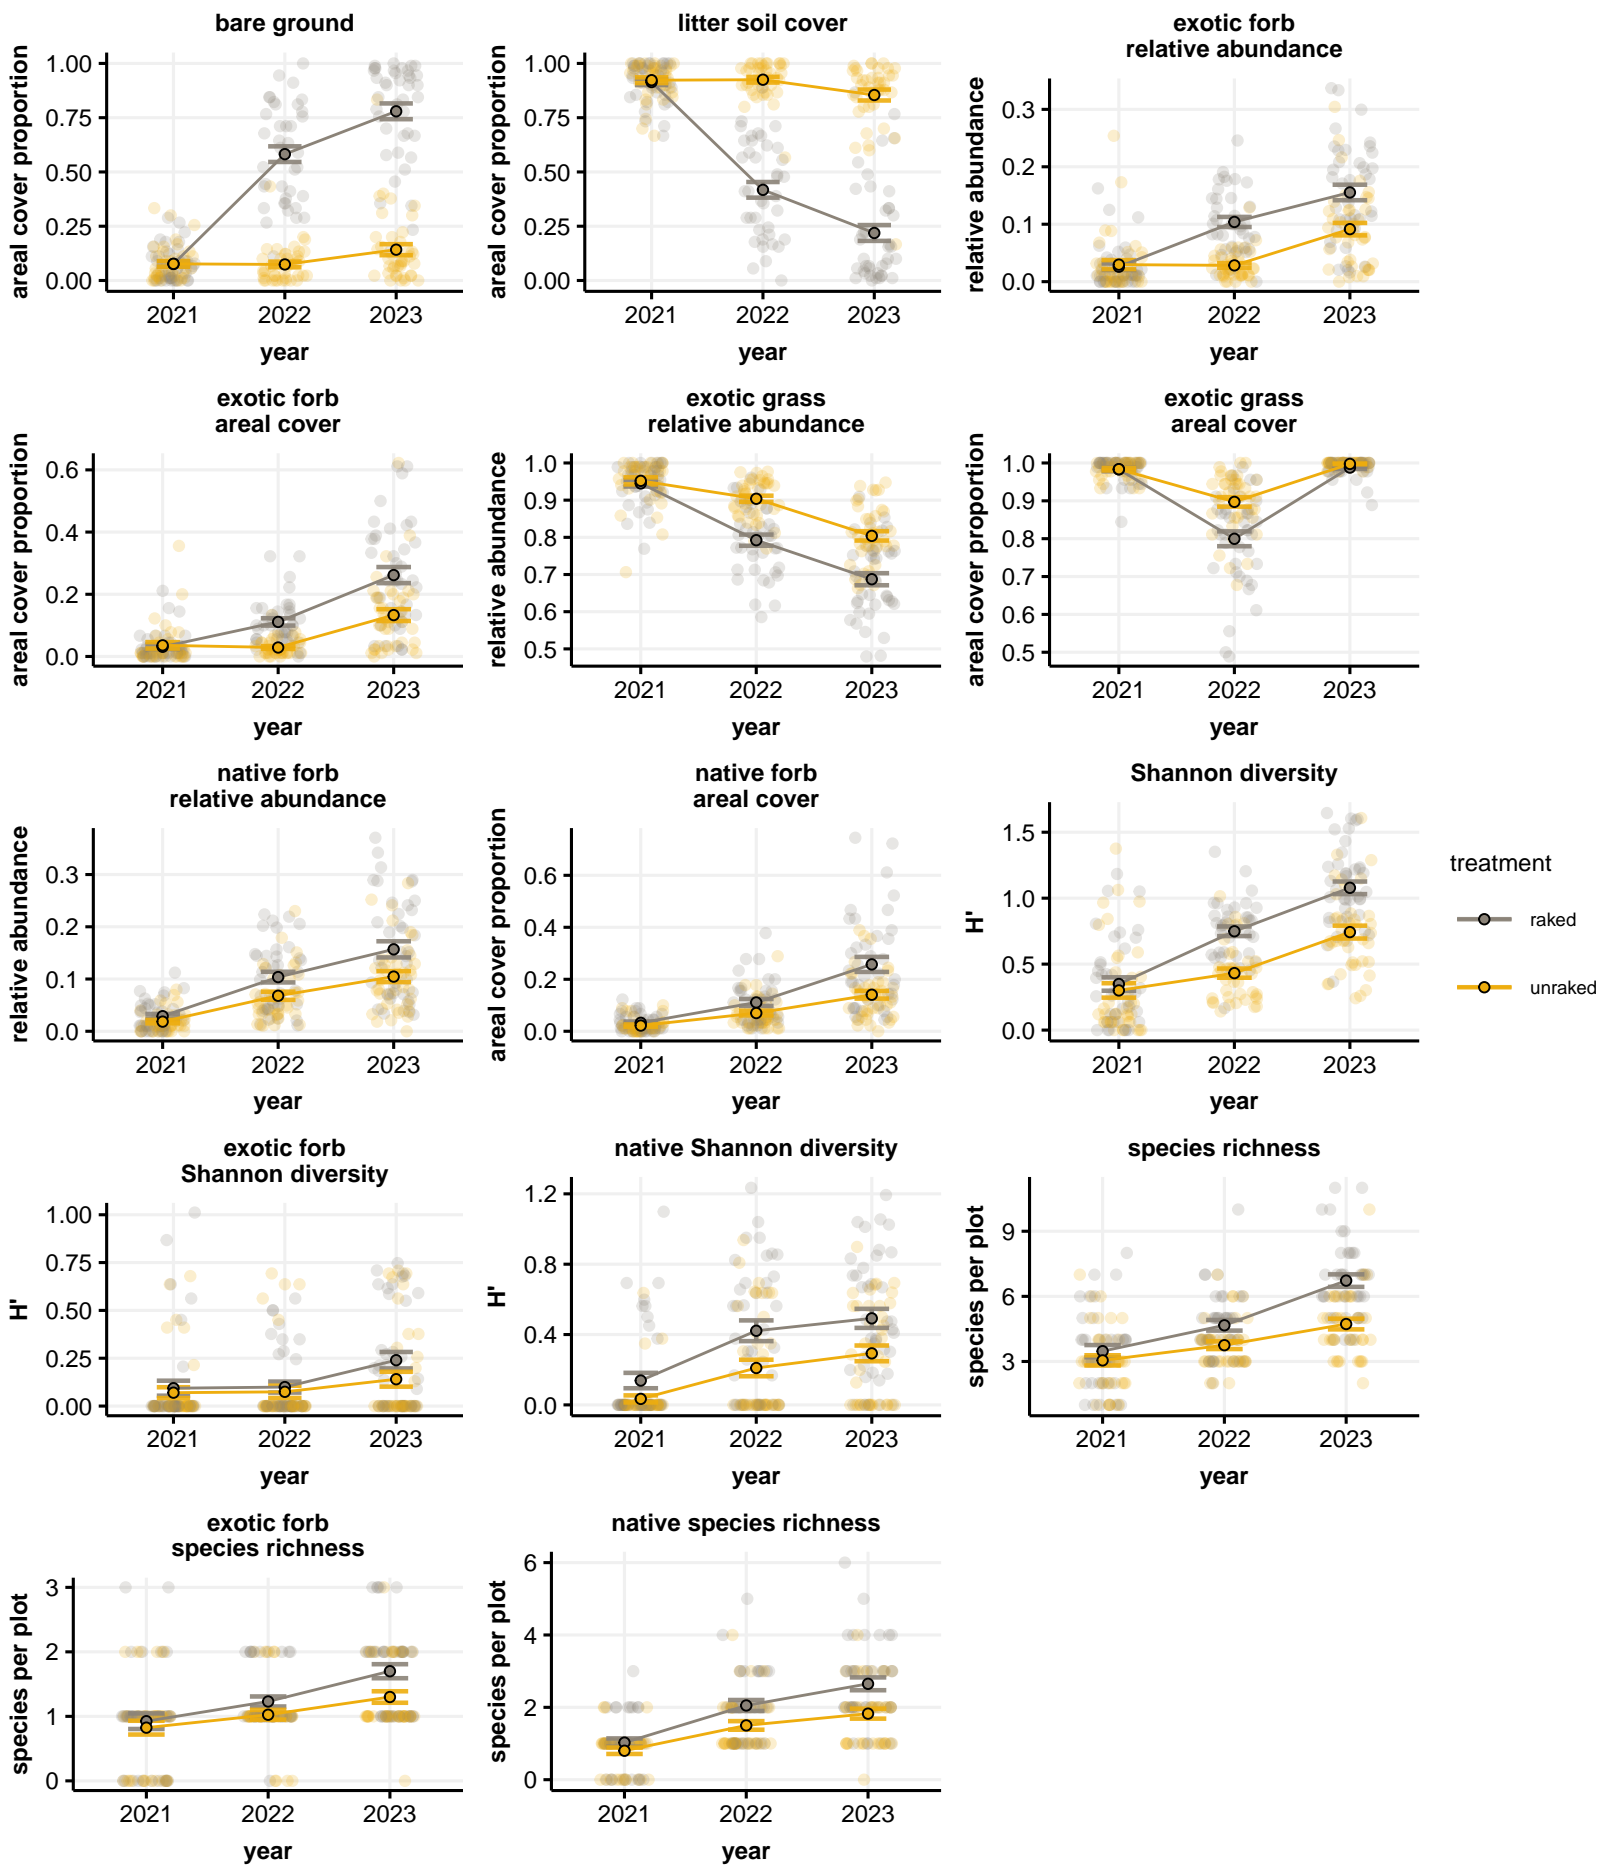 bare ground
areal cover proportion
1.00
0.75
0.50
0.25
0.00
2021 2022 2023
year
litter soil cover
areal cover proportion
1.00
0.75
0.50
0.25
0.00
2021 2022 2023
year
exotic forb
relative abundance
relative abundance
0.3
0.2
0.1
0.0
2021 2022 2023
year
exotic forb
areal cover
areal cover proportion
0.6
0.4
0.2
0.0
2021 2022 2023
year
exotic grass
relative abundance
relative abundance
1.0
0.9
0.8
0.7
0.6
0.5
2021 2022 2023
year
exotic grass
areal cover
areal cover proportion
1.0
0.9
0.8
0.7
0.6
0.5
2021 2022 2023
year
native forb
relative abundance
relative abundance
0.3
0.2
0.1
0.0
2021 2022 2023
year
native forb
areal cover
areal cover proportion
0.6
0.4
0.2
0.0
2021 2022 2023
year
Shannon diversity
H'
1.5
1.0
0.5
0.0
2021 2022 2023
year
treatment
raked
unraked
exotic forb
Shannon diversity
H'
1.00
0.75
0.50
0.25
0.00
2021 2022 2023
year
native Shannon diversity
H'
1.2
0.8
0.4
0.0
2021 2022 2023
year
species richness
species per plot
9
6
3
2021 2022 2023
year
exotic forb
species richness
species per plot
3
2
1
0
2021 2022 2023
year
native species richness
species per plot
6
4
2
0
2021 2022 2023
year